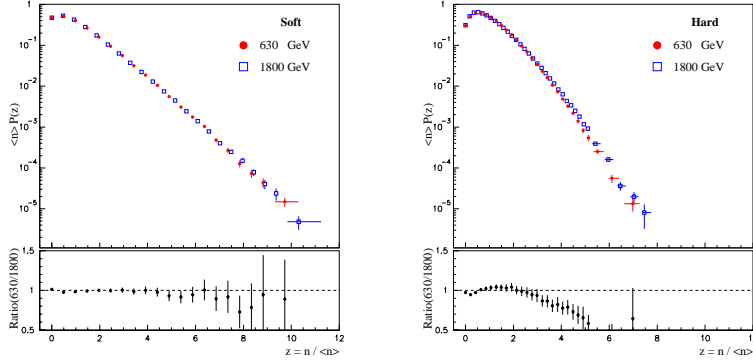 Soft
630 GeV
1800 GeV
<n> P(z)
1
10^-1
10^-2
10^-3
10^-4
10^-5
Ratio(630/1800)
1.5
1
0.5
0 2 4 6 8 10 12
z = n / <n>
Hard
630 GeV
1800 GeV
<n> P(z)
1
10^-1
10^-2
10^-3
10^-4
10^-5
Ratio(630/1800)
1.5
1
0.5
0 2 4 6 8 10 12
z = n / <n>